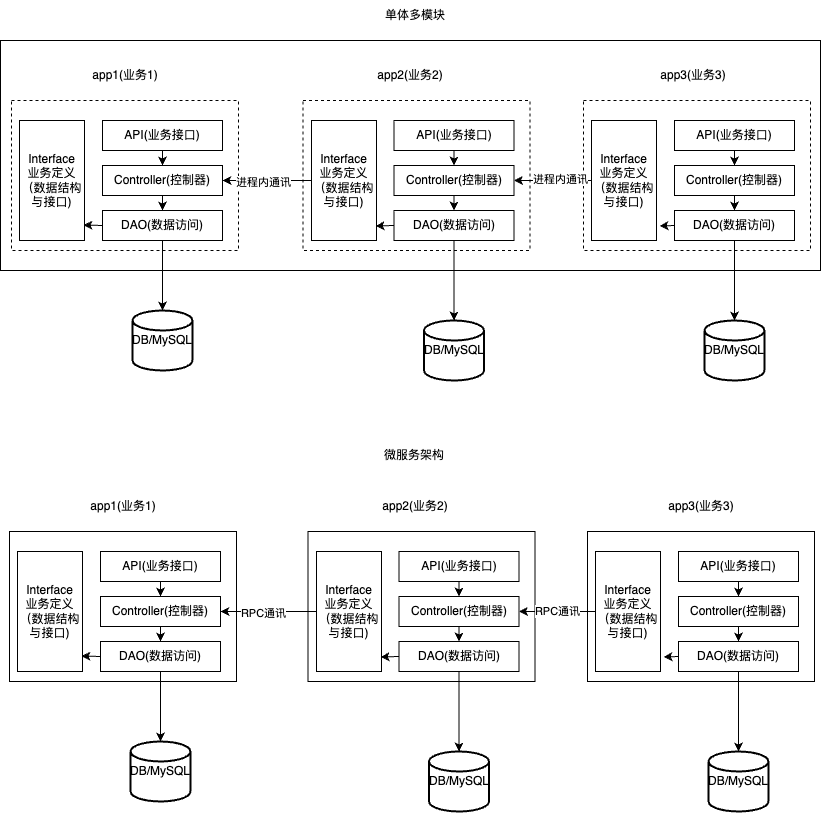 单体多模块
app1(业务1)
app2(业务2)
app3(业务3)
Interface
业务定义
(数据结构
与接口)
API(业务接口)
Controller(控制器)
DAO(数据访问)
进程内通讯
Interface
业务定义
(数据结构
与接口)
API(业务接口)
Controller(控制器)
DAO(数据访问)
进程内通讯
Interface
业务定义
(数据结构
与接口)
API(业务接口)
Controller(控制器)
DAO(数据访问)
DB/MySQL
DB/MySQL
DB/MySQL
微服务架构
app1(业务1)
app2(业务2)
app3(业务3)
Interface
业务定义
(数据结构
与接口)
API(业务接口)
Controller(控制器)
DAO(数据访问)
RPC通讯
Interface
业务定义
(数据结构
与接口)
API(业务接口)
Controller(控制器)
DAO(数据访问)
RPC通讯
Interface
业务定义
(数据结构
与接口)
API(业务接口)
Controller(控制器)
DAO(数据访问)
DB/MySQL
DB/MySQL
DB/MySQL